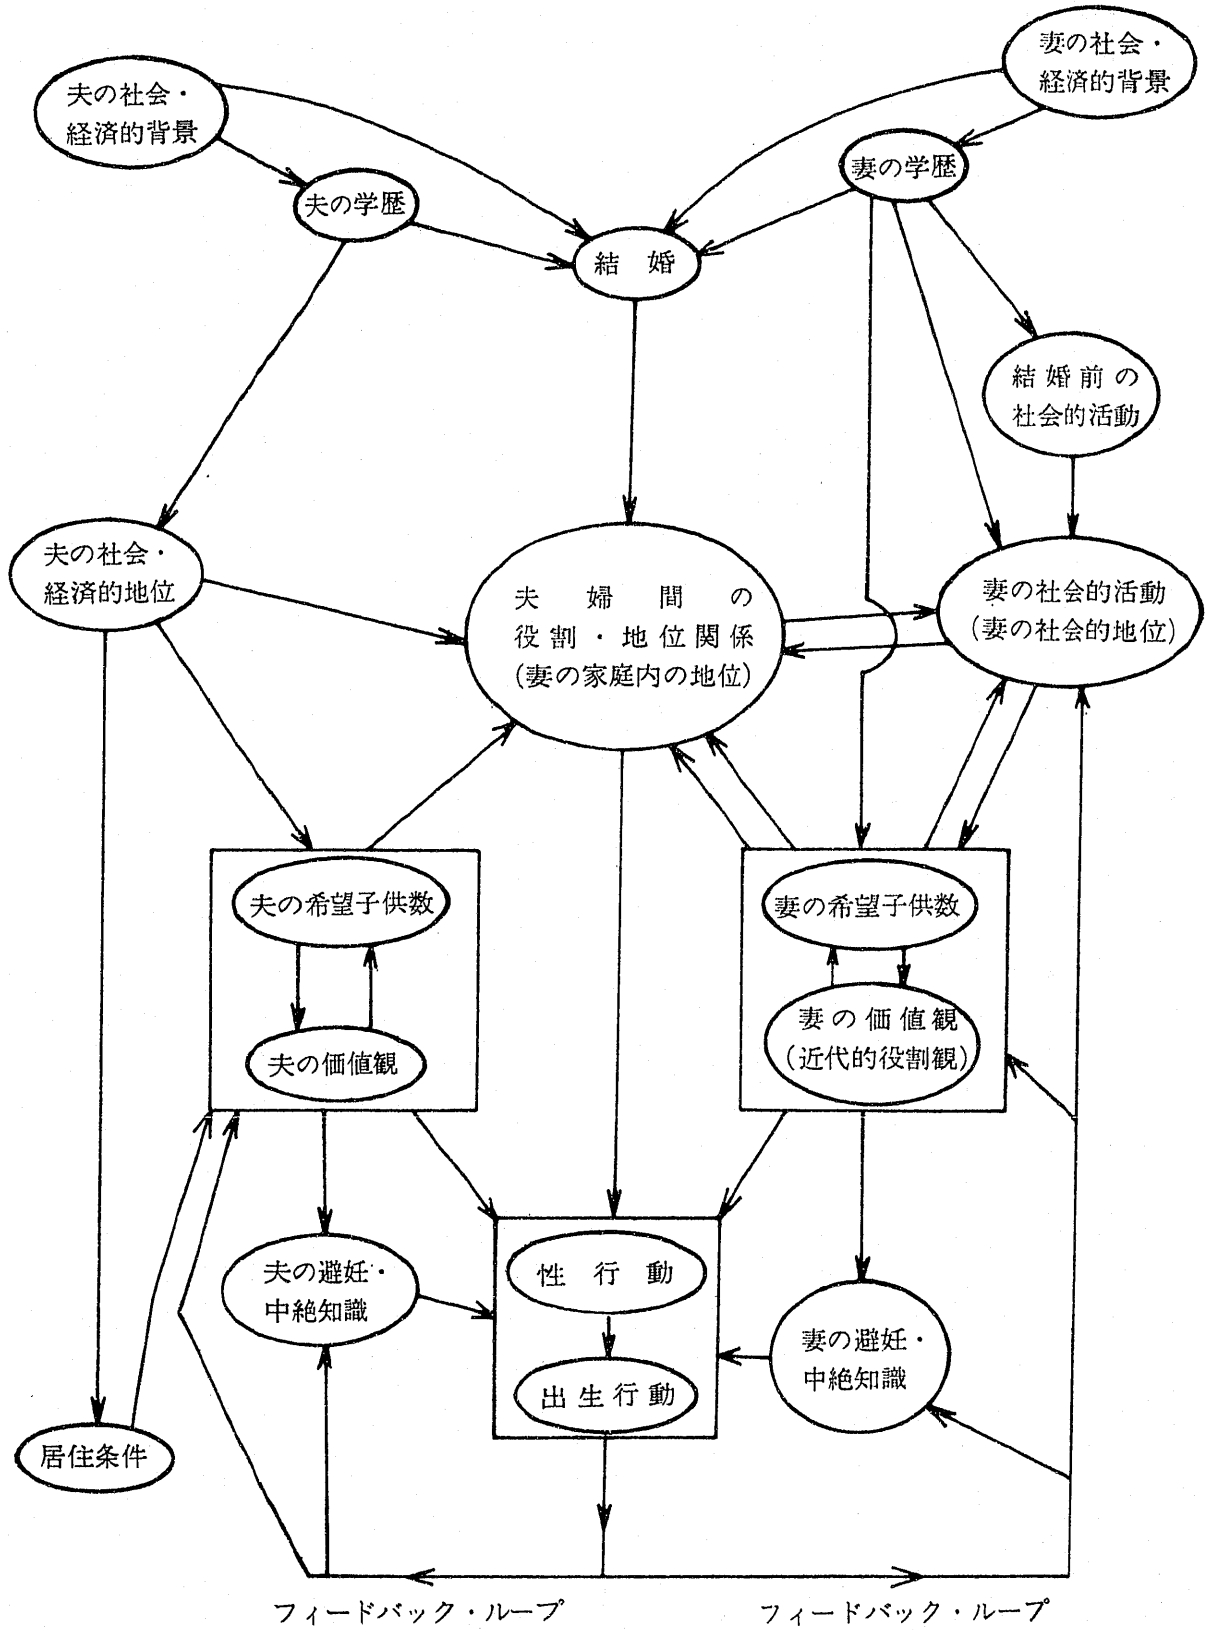 妻の社会・
経済的背景
夫の社会・
経済的背景
妻の学歴
夫の学歴
結婚
結婚前の
社会的活動
夫の社会・
経済的地位
夫婦間の
役割・地位関係
(妻の家庭内の地位)
妻の社会的活動
(妻の社会的地位)
夫の希望子供数
妻の希望子供数
夫の価値観
妻の価値観
(近代的役割観)
夫の避妊・
中絶知識
性行動
出生行動
妻の避妊・
中絶知識
居住条件
フィードバック・ループ
フィードバック・ループ